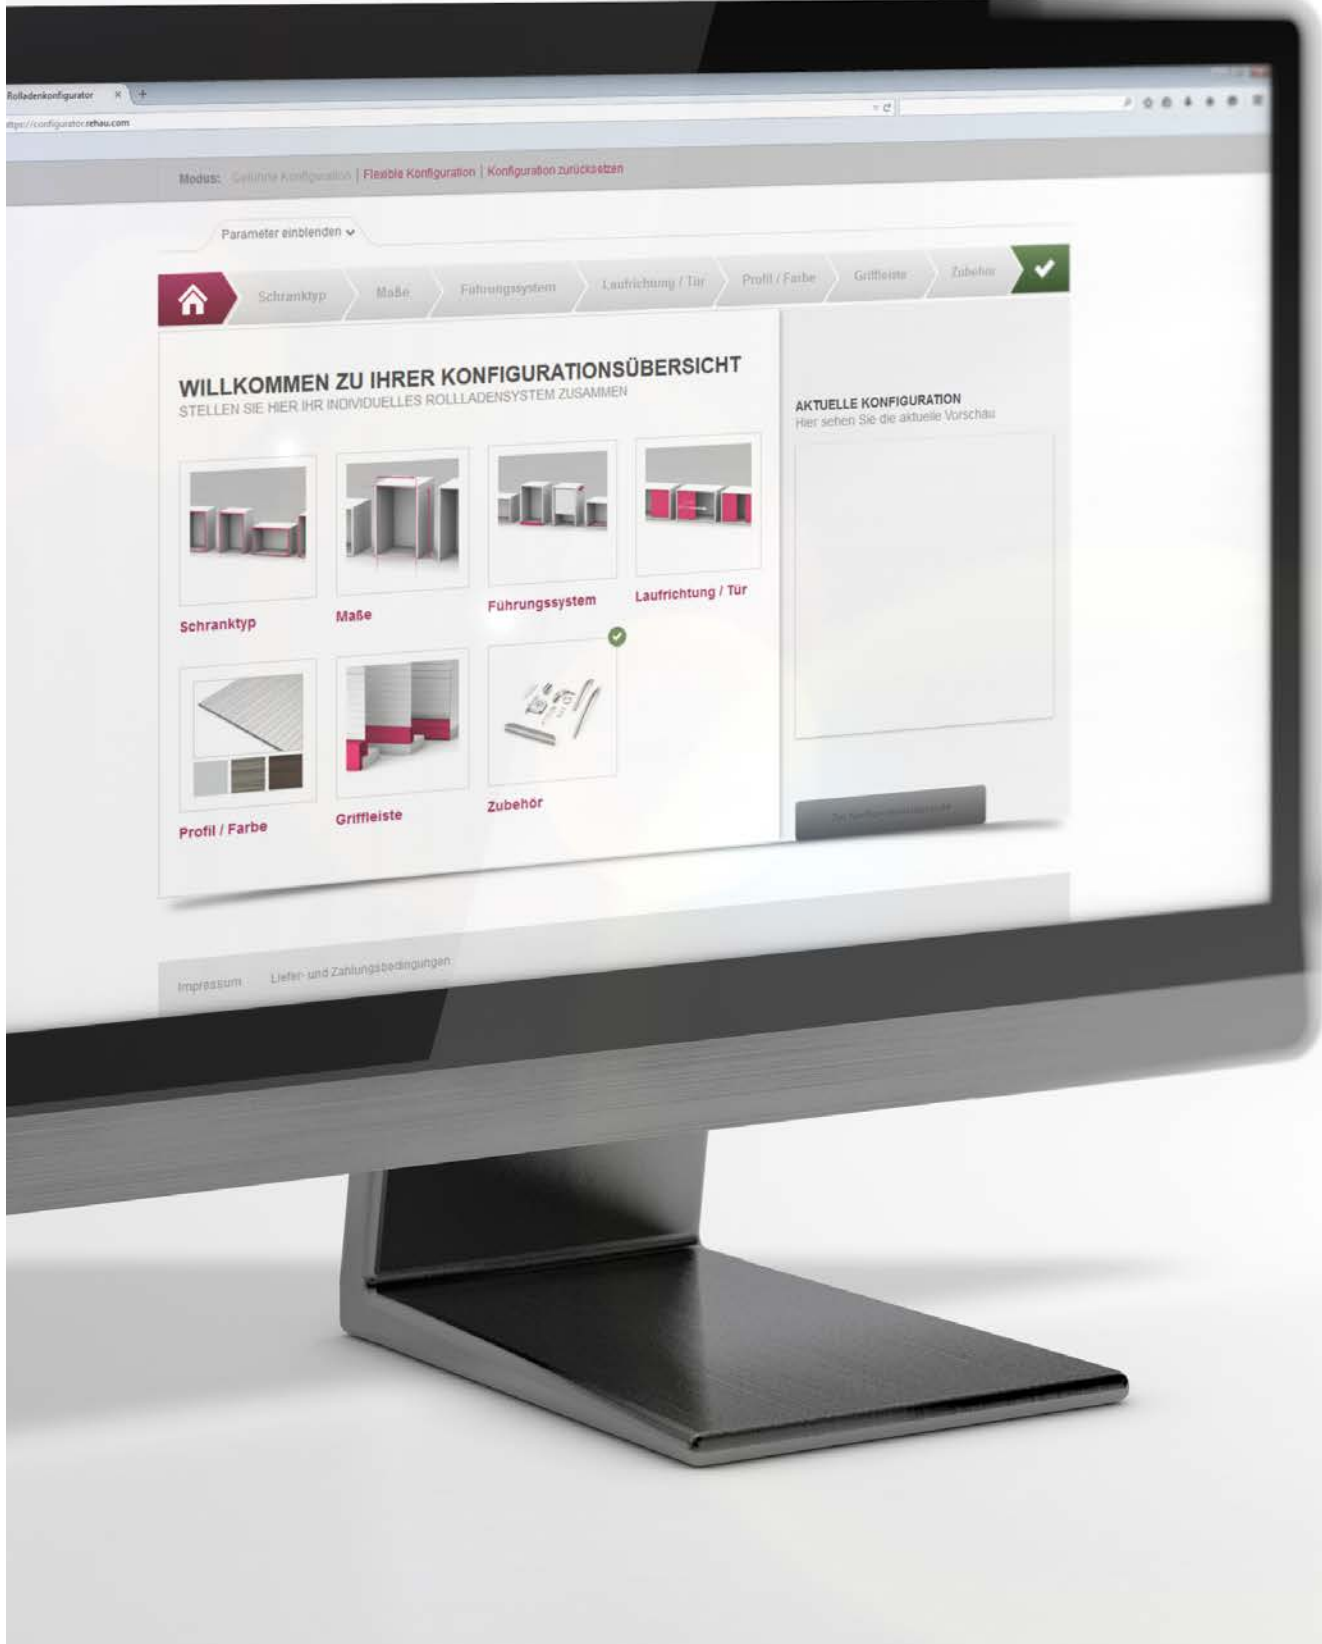 Rolladenkonfigurator
configurator.rehau.com
Modus: Geführte Konfiguration | Flexible Konfiguration | Konfiguration zurücksetzen
Parameter einblenden
Schranktyp Maße Führungssystem Laufrichtung / Tür Profil / Farbe Griffleiste Zubehör
WILLKOMMEN ZU IHRER KONFIGURATIONSÜBERSICHT
STELLEN SIE HIER IHR INDIVIDUELLES ROLLLADENSYSTEM ZUSAMMEN
AKTUELLE KONFIGURATION
Hier sehen Sie die aktuelle Vorschau
Schranktyp
Maße
Führungssystem
Laufrichtung / Tür
Profil / Farbe
Griffleiste
Zubehör
Impressum Liefer- und Zahlungsbedingungen